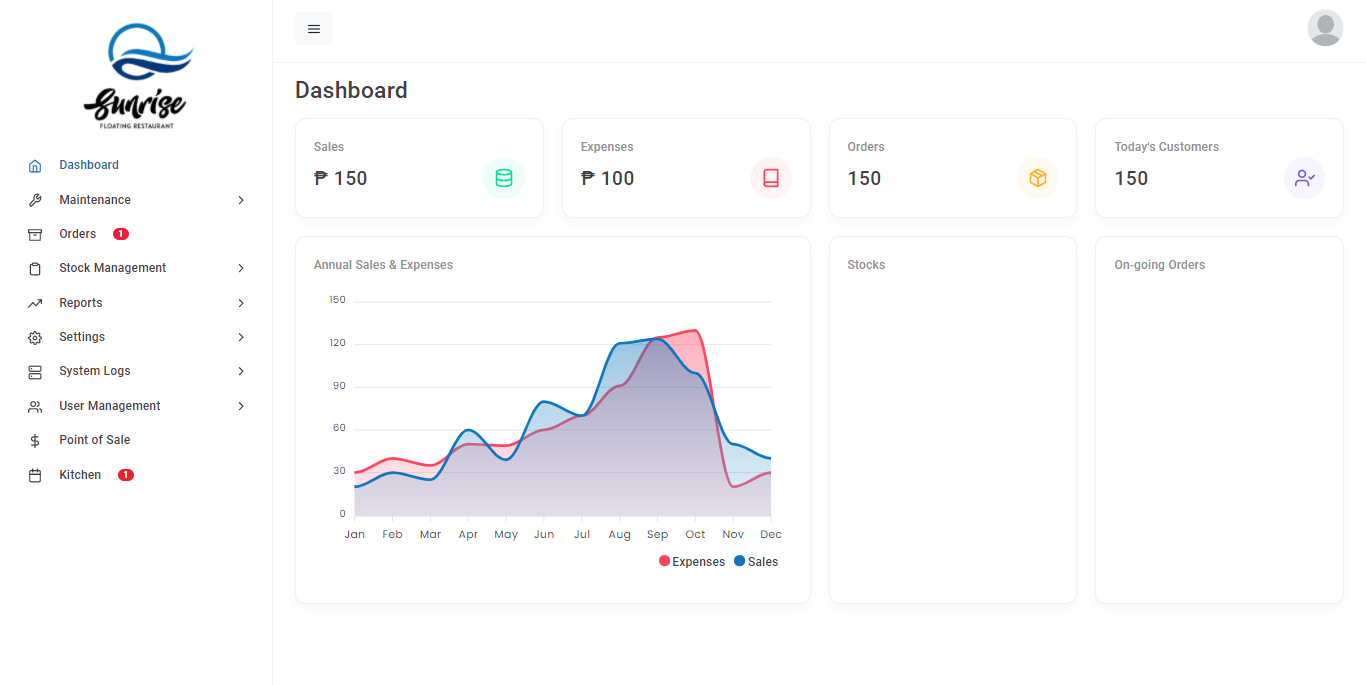 Sunrise
FLOATING RESTAURANT
Dashboard
Maintenance
Orders 1
Stock Management
Reports
Settings
System Logs
User Management
Point of Sale
Kitchen 1
Dashboard
Sales
₱ 150
Expenses
₱ 100
Orders
150
Today's Customers
150
Annual Sales & Expenses
150
120
90
60
30
0
Jan Feb Mar Apr May Jun Jul Aug Sep Oct Nov Dec
Expenses Sales
Stocks
On-going Orders